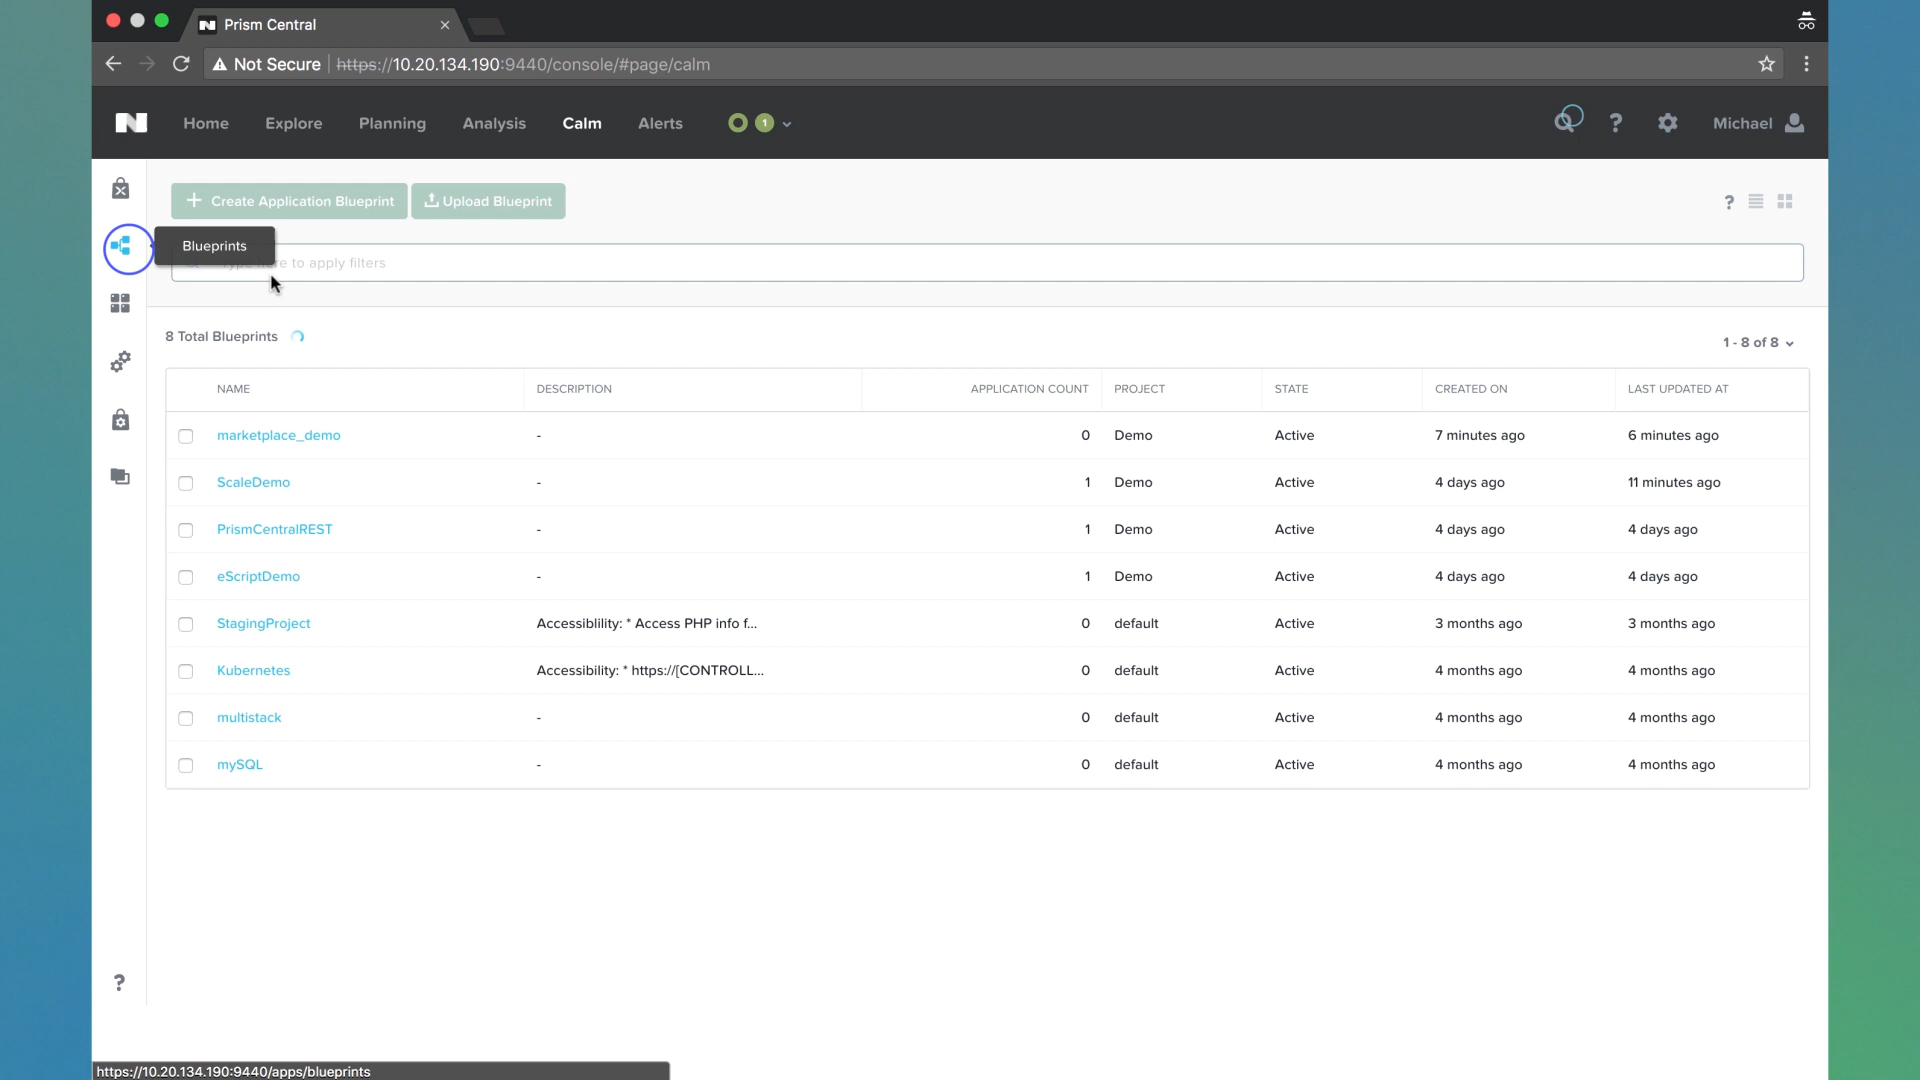 Prism Central
Not Secure https://10.20.134.190:9440/console/#page/calm
Home Explore Planning Analysis Calm Alerts 1 ? Michael
Create Application Blueprint Upload Blueprint ?
Blueprints
Type here to apply filters
8 Total Blueprints
1 - 8 of 8
NAME DESCRIPTION APPLICATION COUNT PROJECT STATE CREATED ON LAST UPDATED AT
marketplace_demo - 0 Demo Active 7 minutes ago 6 minutes ago
ScaleDemo - 1 Demo Active 4 days ago 11 minutes ago
PrismCentralREST - 1 Demo Active 4 days ago 4 days ago
eScriptDemo - 1 Demo Active 4 days ago 4 days ago
StagingProject Accessiblility: * Access PHP info f... 0 default Active 3 months ago 3 months ago
Kubernetes Accessibility: * https://[CONTROLL... 0 default Active 4 months ago 4 months ago
multistack - 0 default Active 4 months ago 4 months ago
mySQL - 0 default Active 4 months ago 4 months ago
?
https://10.20.134.190:9440/apps/blueprints